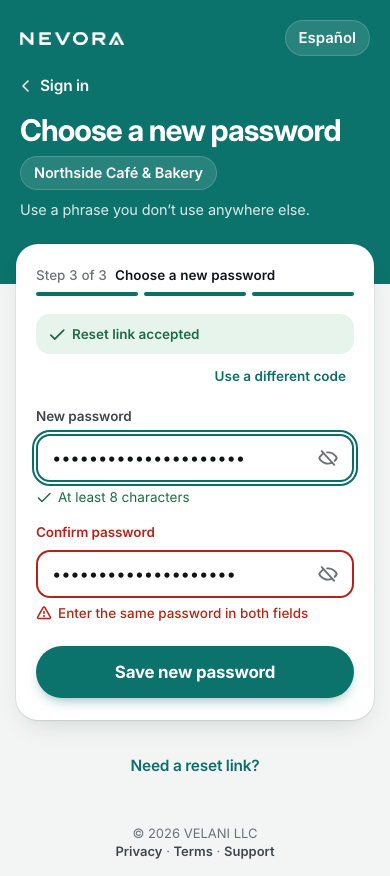 NEVORA
Español
Sign in
Choose a new password
Northside Café & Bakery
Use a phrase you don’t use anywhere else.
Step 3 of 3 Choose a new password
Reset link accepted
Use a different code
New password
••••••••••••••••••••
At least 8 characters
Confirm password
•••••••••••••••••••
Enter the same password in both fields
Save new password
Need a reset link?
© 2026 VELANI LLC
Privacy · Terms · Support